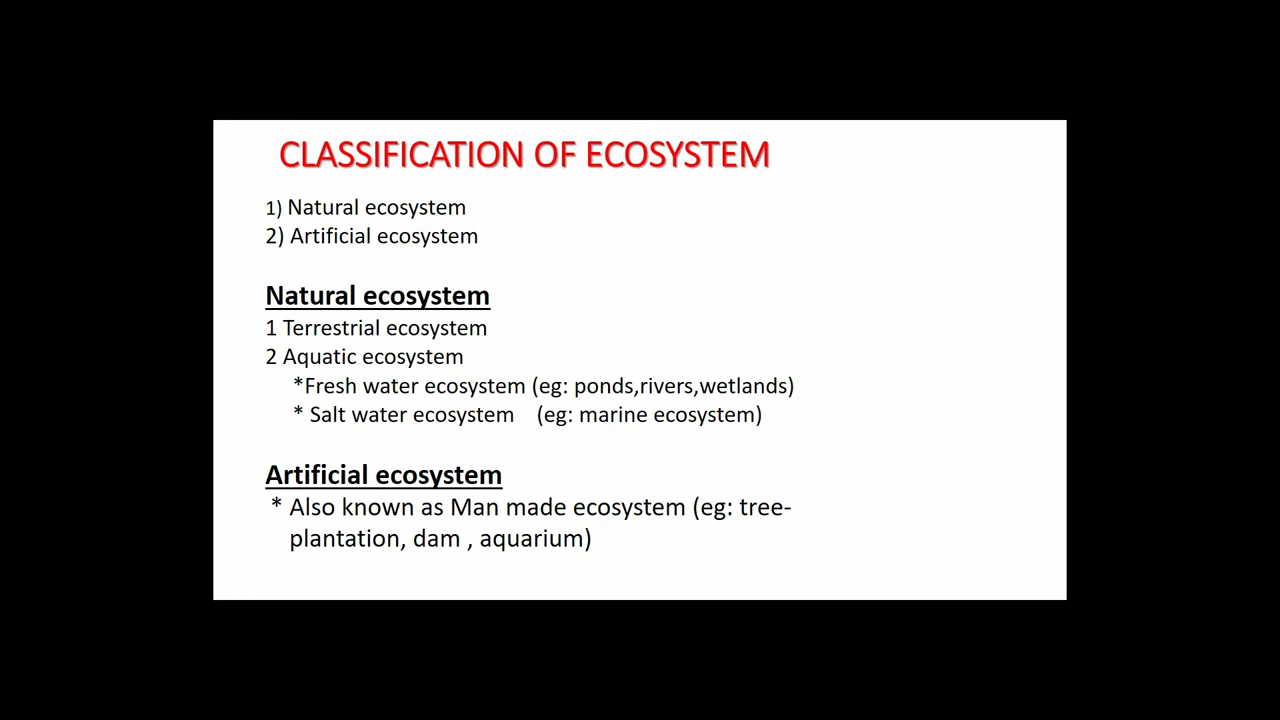 CLASSIFICATION OF ECOSYSTEM
1) Natural ecosystem
2) Artificial ecosystem
Natural ecosystem
1 Terrestrial ecosystem
2 Aquatic ecosystem
*Fresh water ecosystem (eg: ponds,rivers,wetlands)
* Salt water ecosystem (eg: marine ecosystem)
Artificial ecosystem
* Also known as Man made ecosystem (eg: tree-
plantation, dam , aquarium)